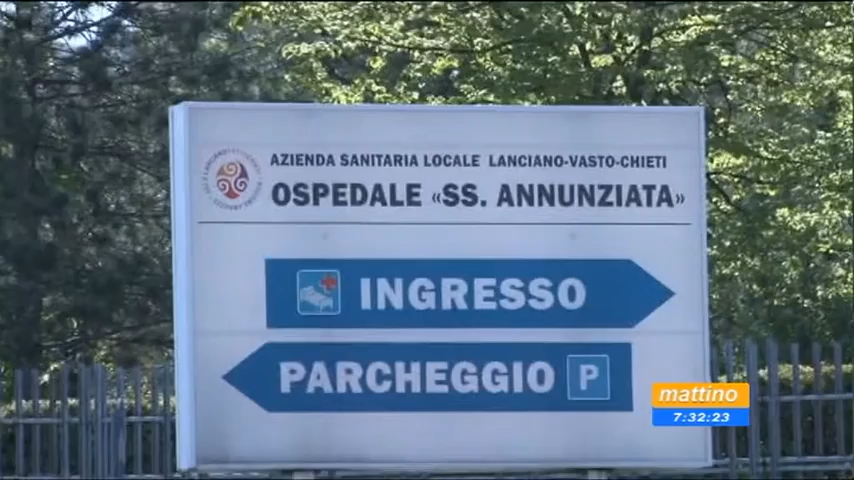 AZIENDA SANITARIA LOCALE LANCIANO-VASTO-CHIETI
OSPEDALE «SS. ANNUNZIATA»
INGRESSO
PARCHEGGIO P
mattino
7:32:23